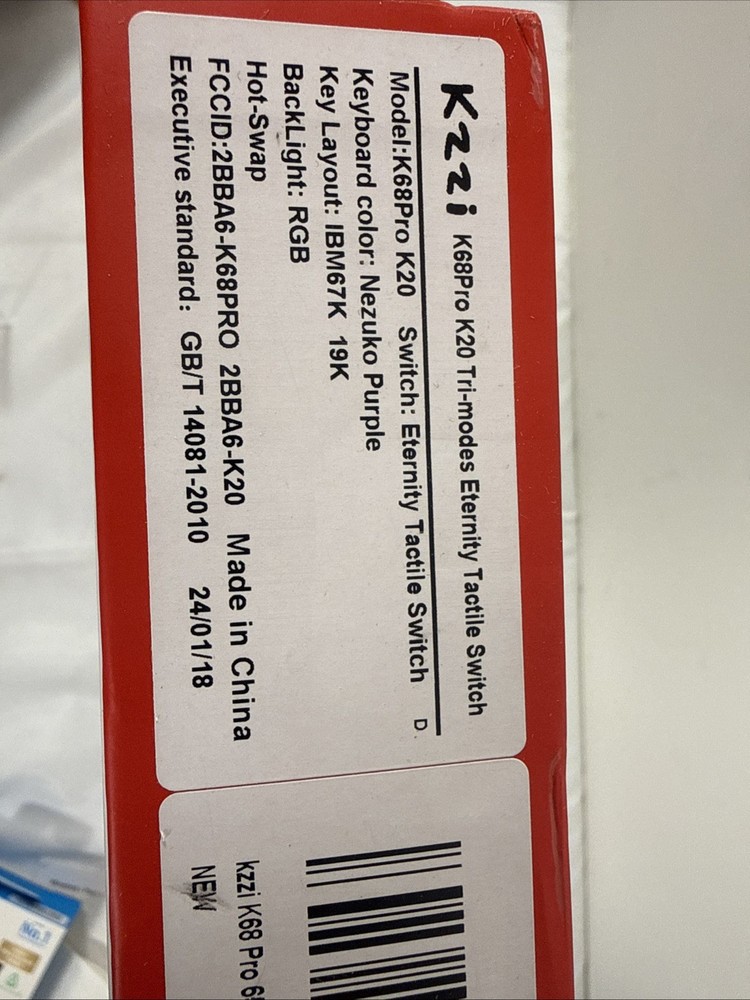 Kzzi K68Pro K20 Tri-modes Eternity Tactile Switch
Model:K68Pro K20 Switch: Eternity Tactile Switch D
Keyboard color: Nezuko Purple
Key Layout: IBM67K 19K
BackLight: RGB
Hot-Swap
FCCID:2BBA6-K68PRO 2BBA6-K20 Made in China
Executive standard: GB/T 14081-2010 24/01/18
kzzi K68 Pro
NEW